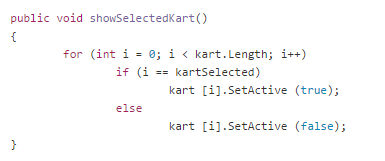 public void showSelectedKart()
{
for (int i = 0; i < kart.Length; i++)
if (i == kartSelected)
kart [i].SetActive (true);
else
kart [i].SetActive (false);
}